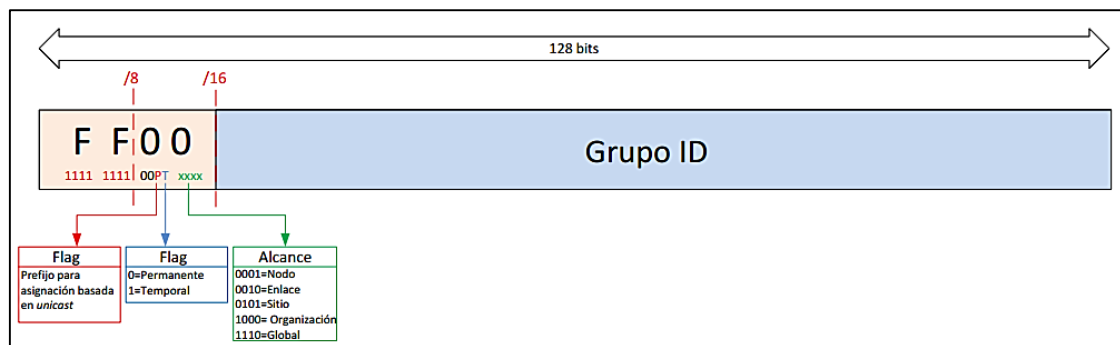 128 bits
/8 /16
F F 0 0
Grupo ID
1111 1111 00PT xxxx
Flag
Prefijo para
asignación basada
en unicast
Flag
0=Permanente
1=Temporal
Alcance
0001=Nodo
0010=Enlace
0101=Sitio
1000= Organización
1110=Global